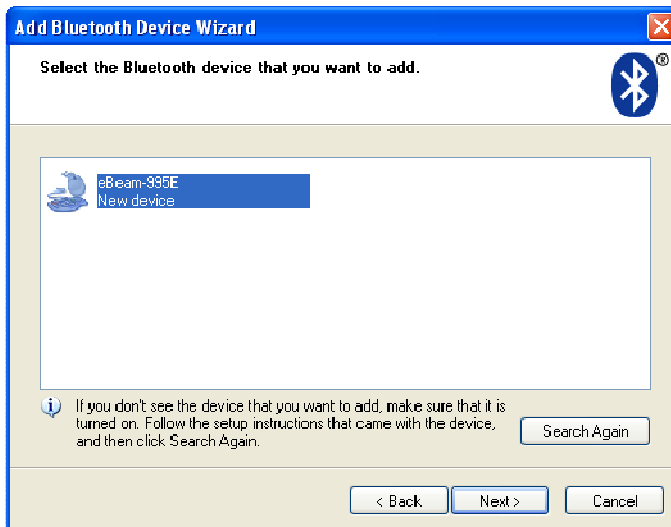 Add Bluetooth Device Wizard
Select the Bluetooth device that you want to add.
®
eBeam-995E
New device
If you don't see the device that you want to add, make sure that it is
turned on. Follow the setup instructions that came with the device,
and then click Search Again.
Search Again
< Back
Next >
Cancel